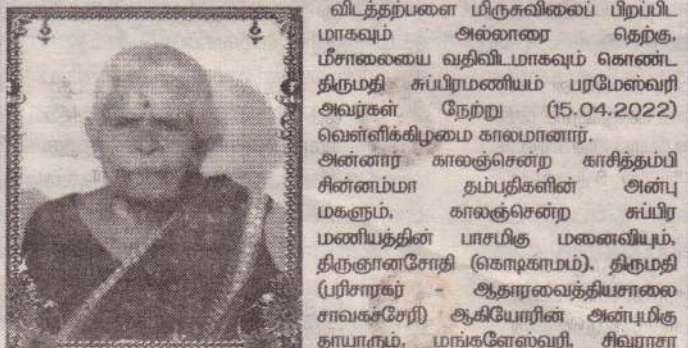 விடத்தற்பளை மிருசுவிலைப் பிறப்பிட
மாகவும் அல்லாரை தெற்கு,
மீசாலையை வதிவிடமாகவும் கொண்ட
திருமதி சுப்பிரமணியம் பரமேஸ்வரி
அவர்கள் நேற்று (15.04.2022)
வெள்ளிக்கிழமை காலமானார்.
அன்னார் காலஞ்சென்ற காசித்தம்பி
சின்னம்மா தம்பதிகளின் அன்பு
மகளும், காலஞ்சென்ற சுப்பிர
மணியத்தின் பாசமிகு மனைவியும்,
திருஞானசோதி (கொடிகாமம்), திருமதி
(பரிசாரகர் - ஆதாரவைத்தியசாலை
சாவகச்சேரி) ஆகியோரின் அன்புமிகு
தாயாரும், மங்களேஸ்வரி, சிவராசா